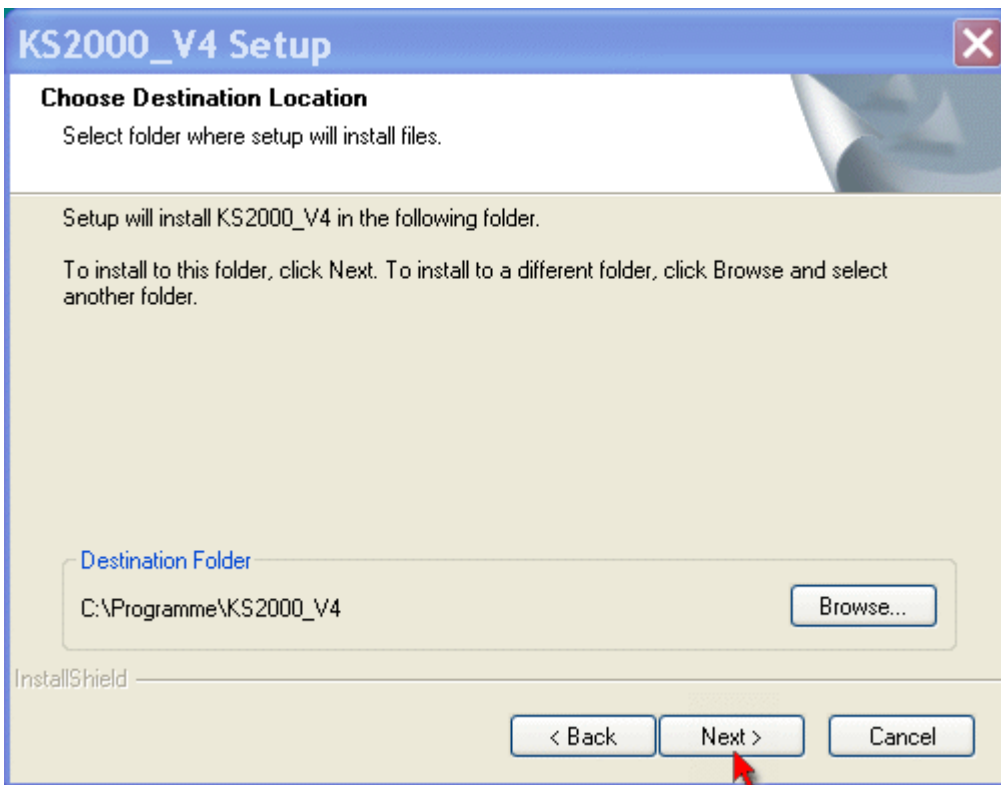 KS2000_V4 Setup
Choose Destination Location
Select folder where setup will install files.
Setup will install KS2000_V4 in the following folder.
To install to this folder, click Next. To install to a different folder, click Browse and select
another folder.
Destination Folder
C:\Programme\KS2000_V4
Browse...
InstallShield
< Back
Next >
Cancel